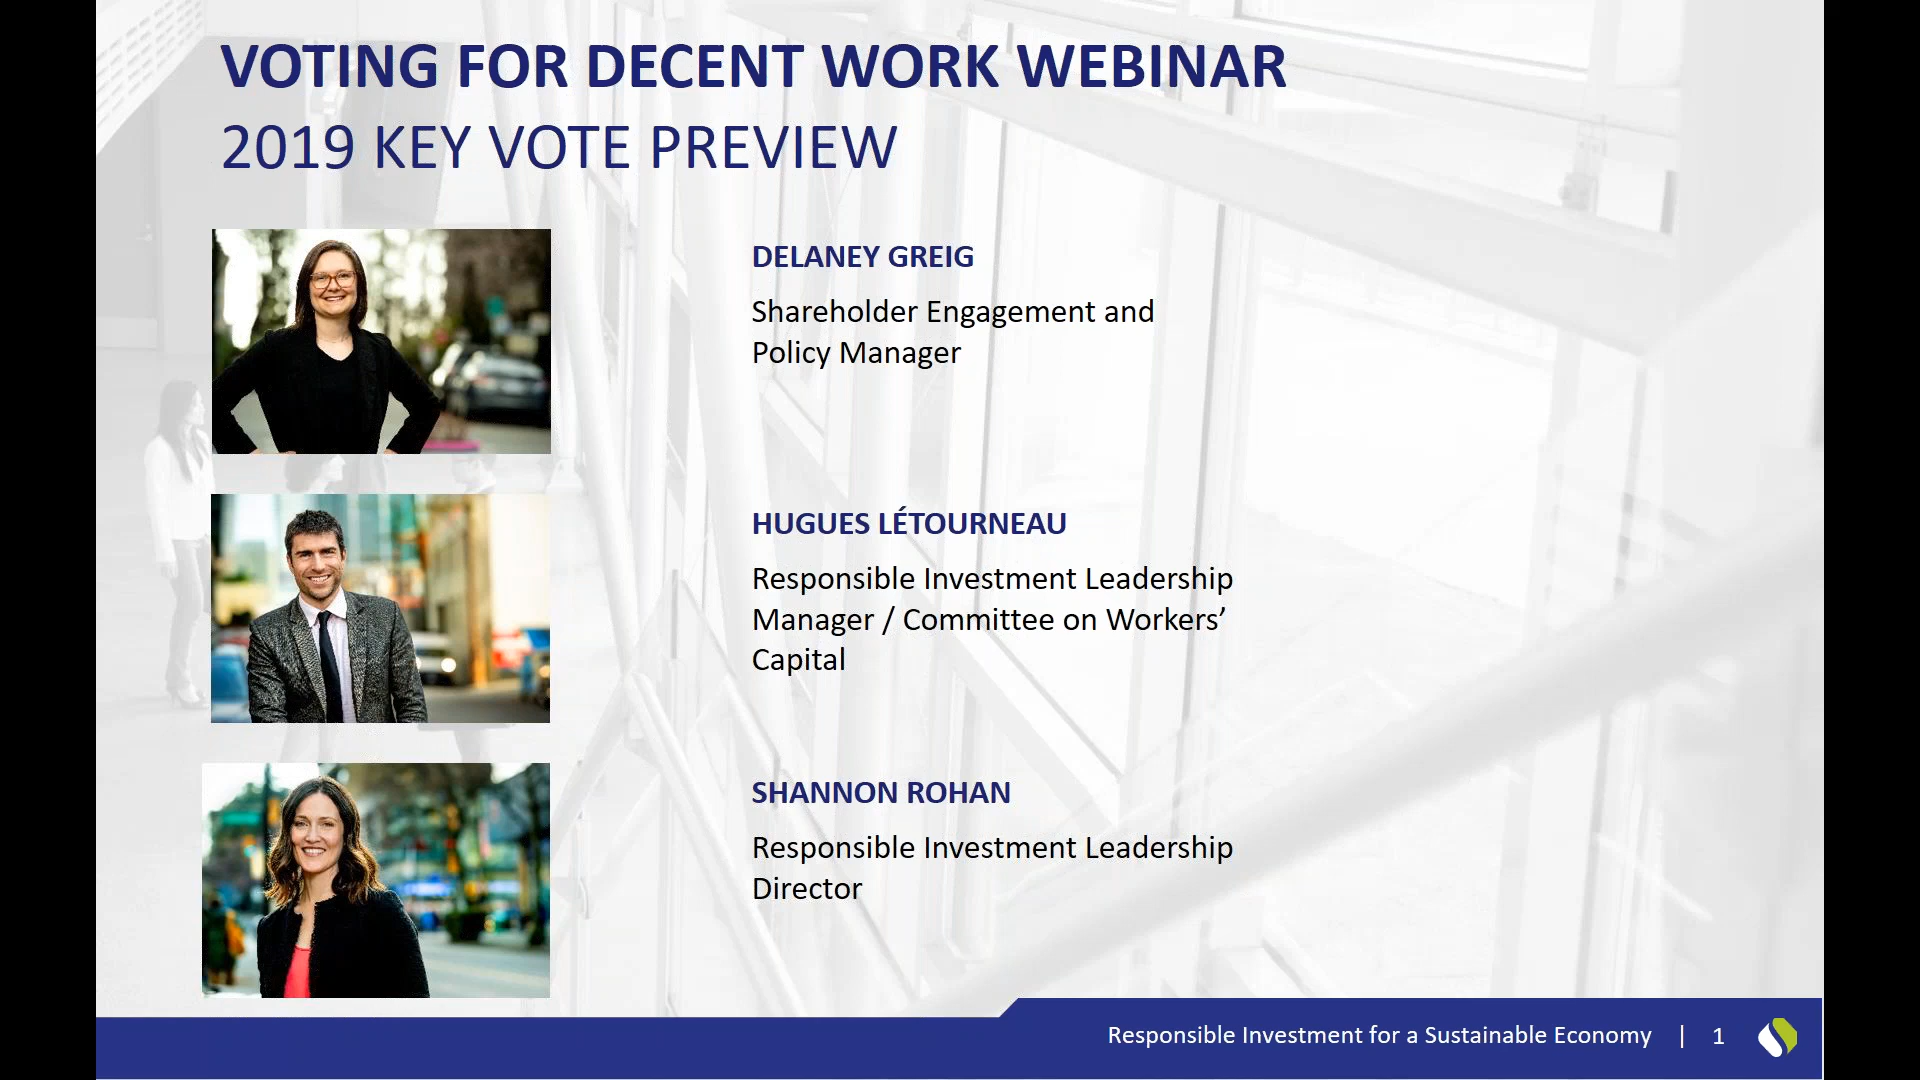 VOTING FOR DECENT WORK WEBINAR
2019 KEY VOTE PREVIEW
DELANEY GREIG
Shareholder Engagement and
Policy Manager
HUGUES LÉTOURNEAU
Responsible Investment Leadership
Manager / Committee on Workers’
Capital
SHANNON ROHAN
Responsible Investment Leadership
Director
Responsible Investment for a Sustainable Economy | 1